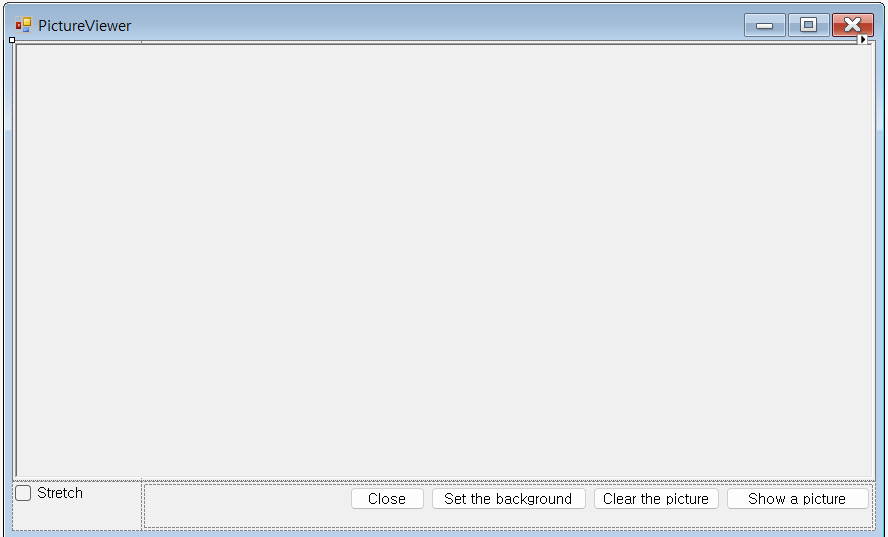 PictureViewer
Stretch
Close
Set the background
Clear the picture
Show a picture